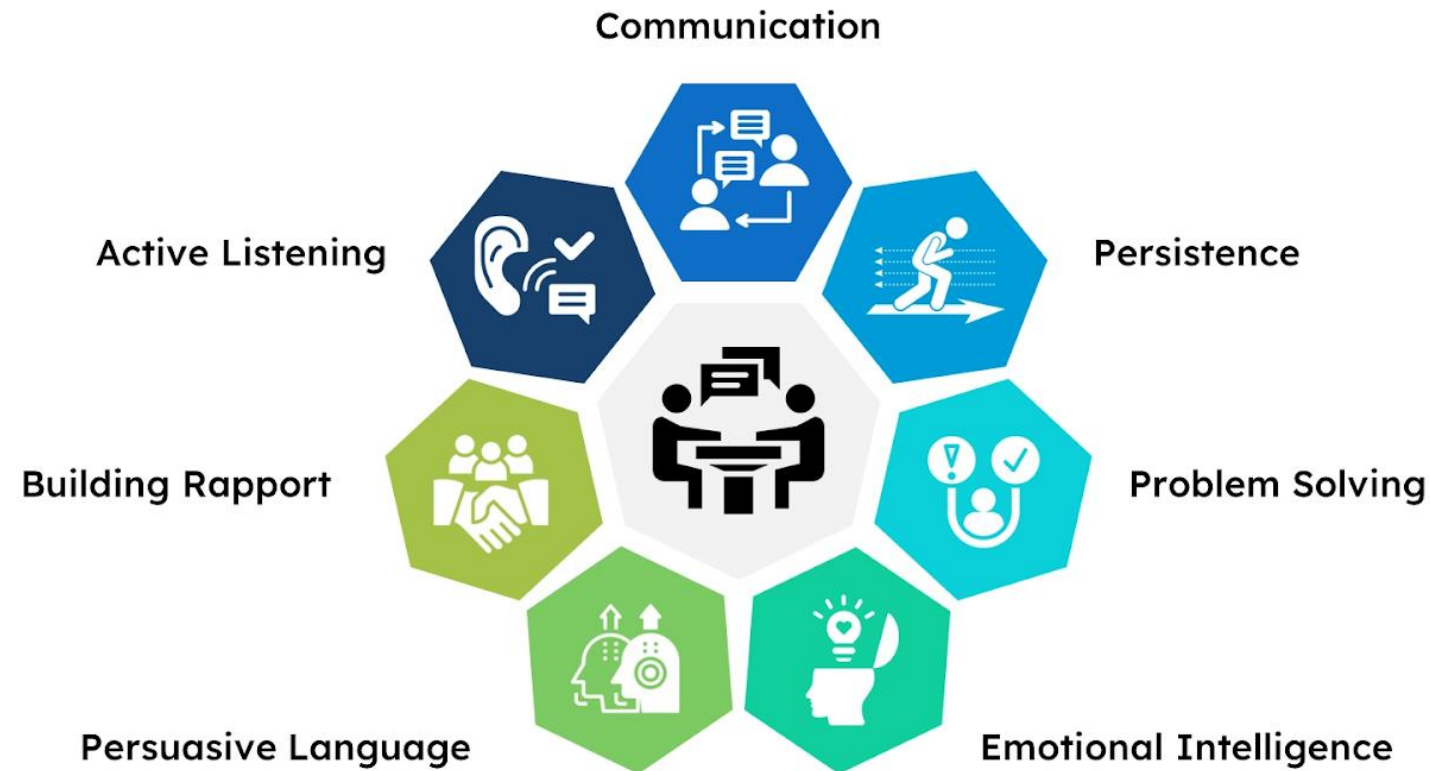 Communication
Active Listening
Persistence
Building Rapport
Problem Solving
Persuasive Language
Emotional Intelligence